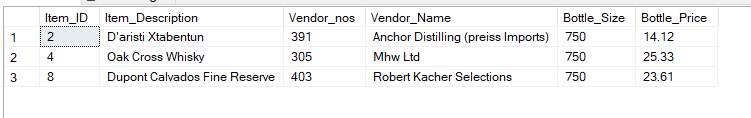 Item_ID Item_Description Vendor_nos Vendor_Name Bottle_Size Bottle_Price
1 2 D'aristi Xtabentun 391 Anchor Distilling (preiss Imports) 750 14.12
2 4 Oak Cross Whisky 305 Mhw Ltd 750 25.33
3 8 Dupont Calvados Fine Reserve 403 Robert Kacher Selections 750 23.61